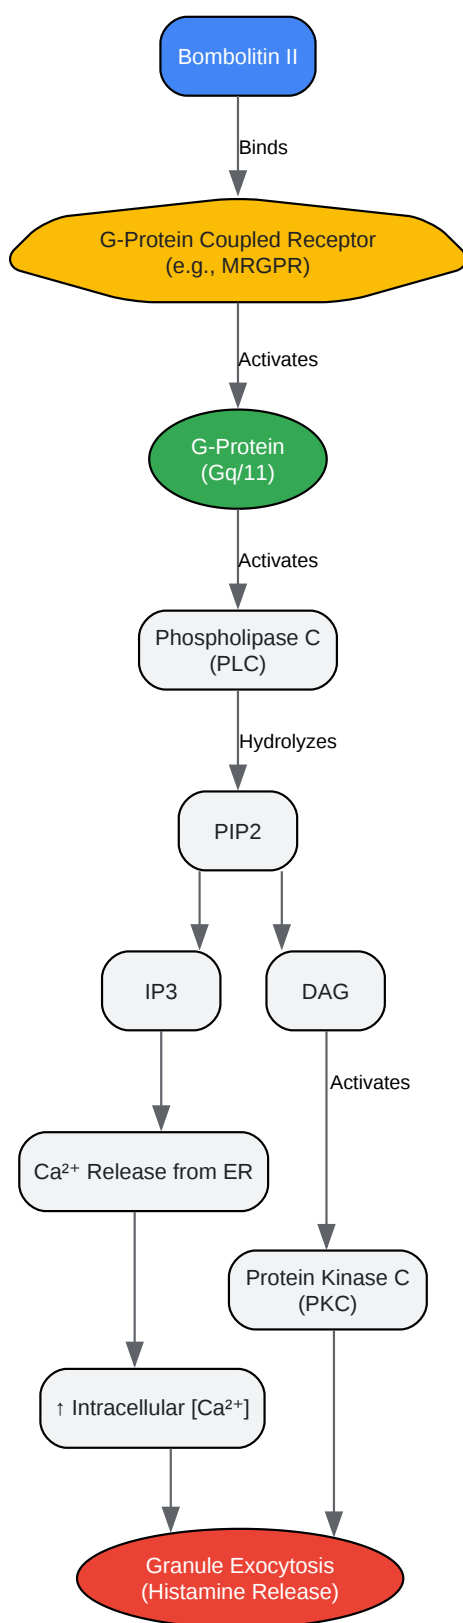 Bombolitin II
Binds
G-Protein Coupled Receptor
(e.g., MRGPR)
Activates
G-Protein
(Gq/11)
Activates
Phospholipase C
(PLC)
Hydrolyzes
PIP2
IP3
DAG
Activates
Ca²⁺ Release from ER
Protein Kinase C
(PKC)
↑ Intracellular [Ca²⁺]
Granule Exocytosis
(Histamine Release)